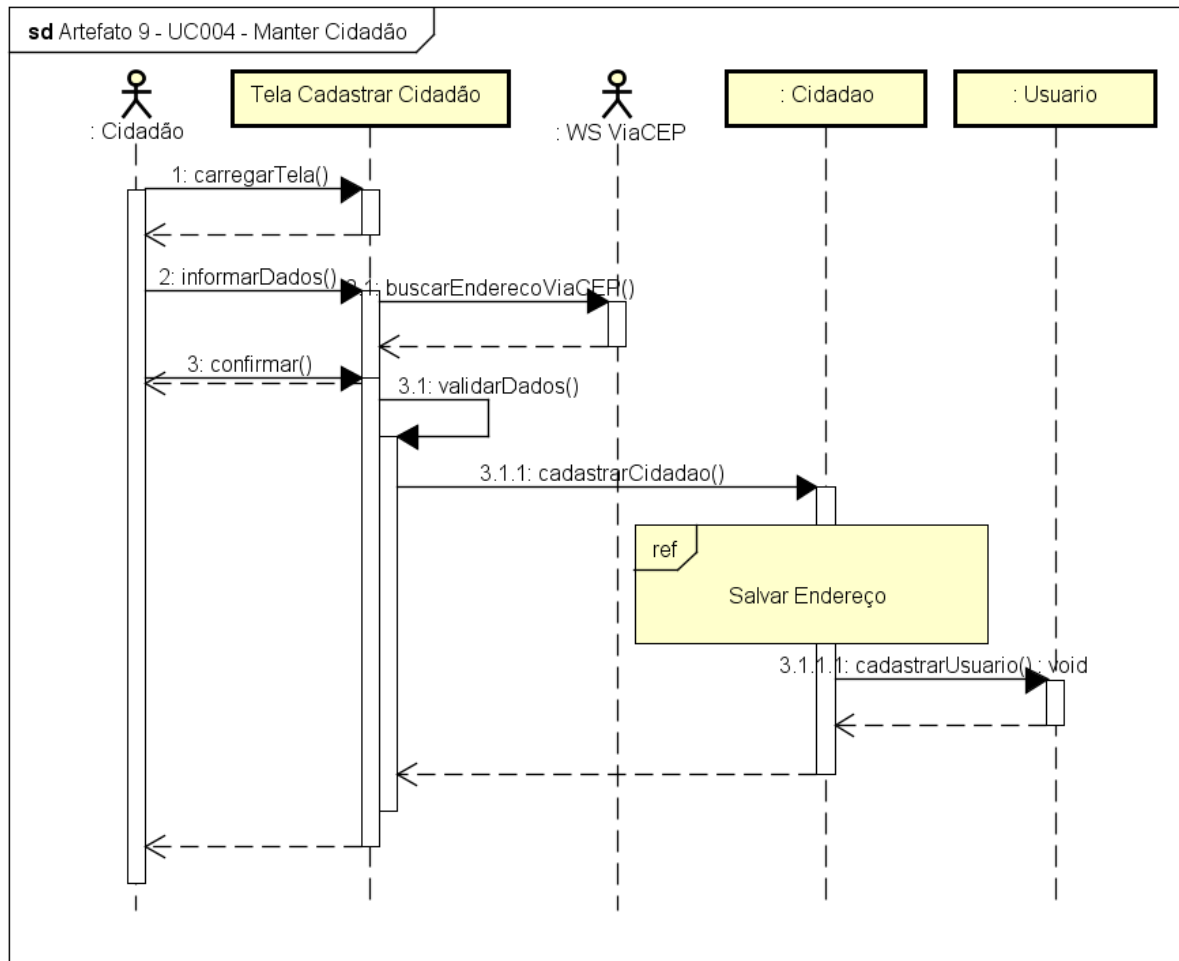 sd Artefato 9 - UC004 - Manter Cidadão
: Cidadão
Tela Cadastrar Cidadão
: WS ViaCEP
: Cidadao
: Usuario
1: carregarTela()
2: informarDados()
2.1: buscarEnderecoViaCEP()
3: confirmar()
3.1: validarDados()
3.1.1: cadastrarCidadao()
ref
Salvar Endereço
3.1.1.1: cadastrarUsuario() : void